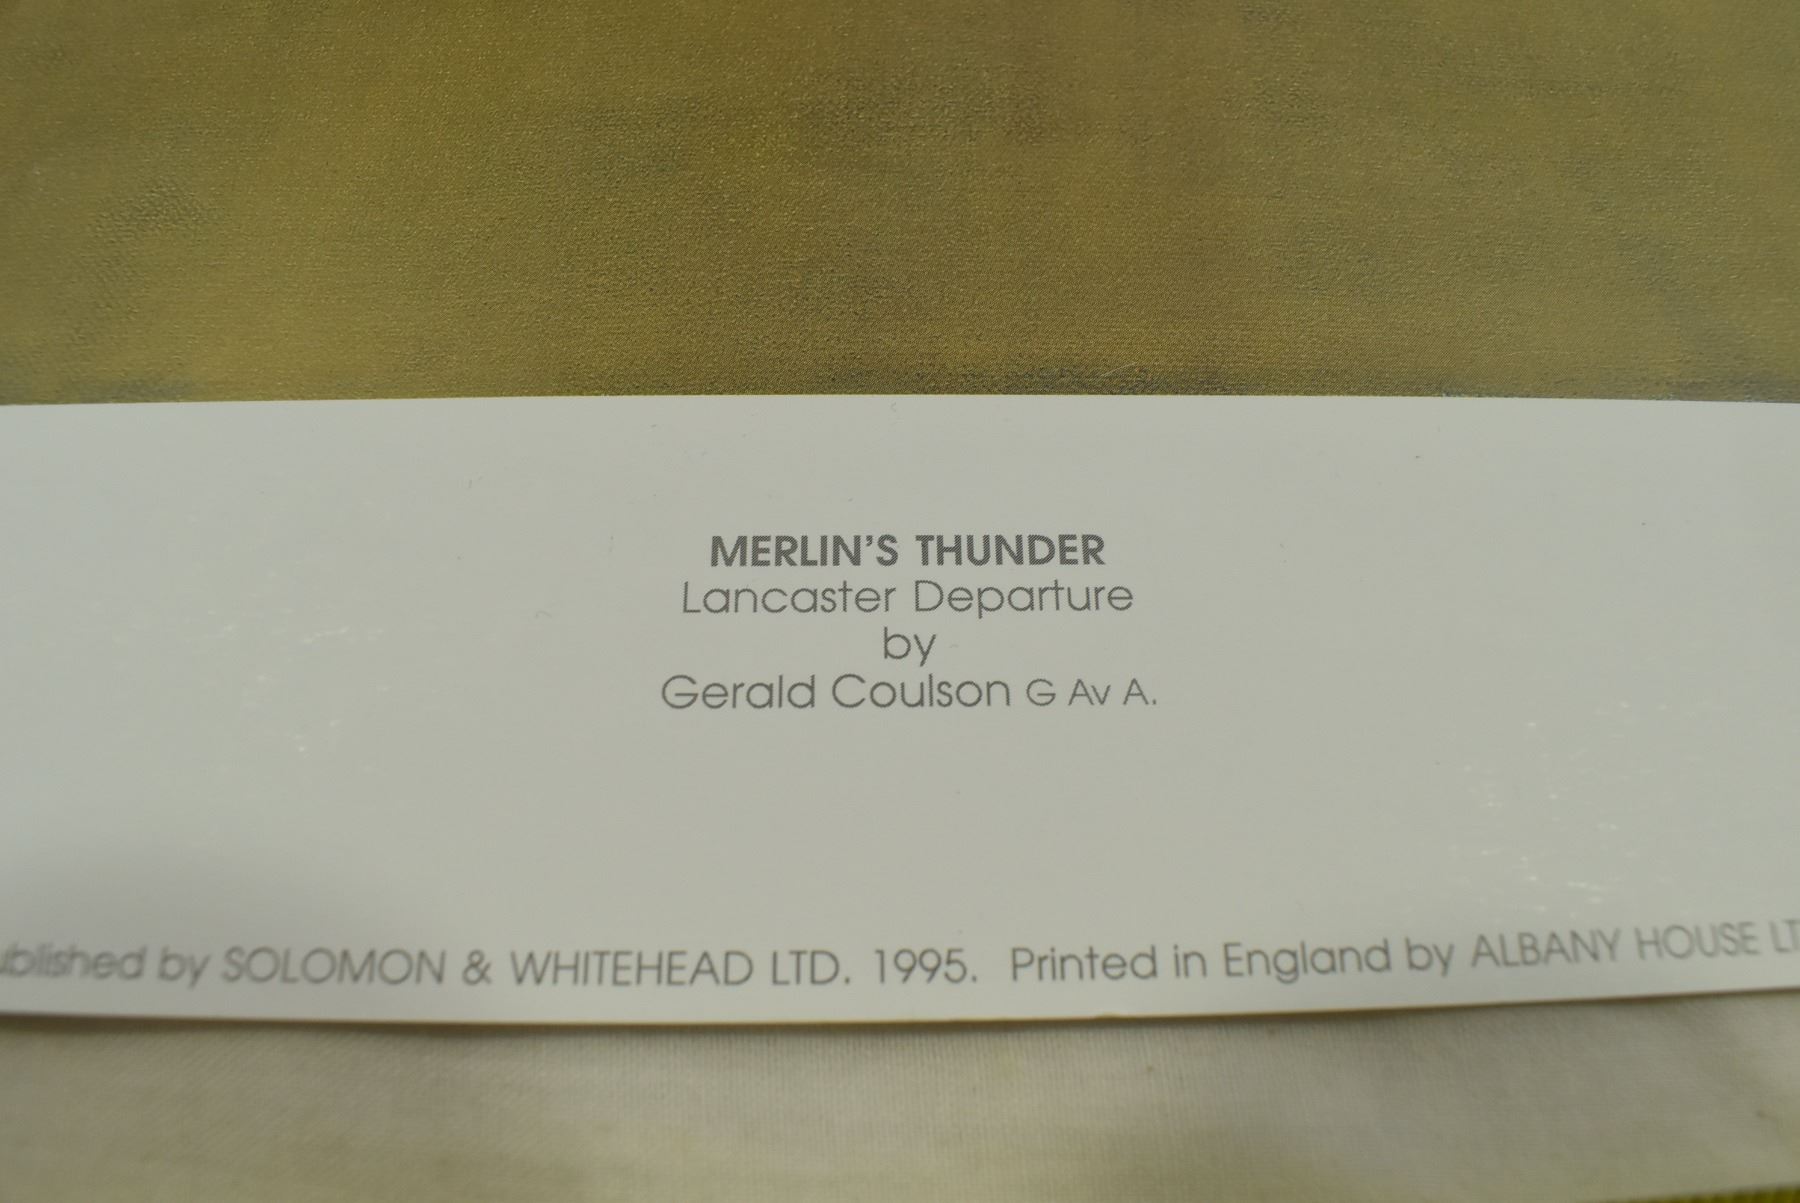 MERLIN'S THUNDER
Lancaster Departure
by
Gerald Coulson G Av A.
ublished by SOLOMON & WHITEHEAD LTD. 1995. Printed in England by ALBANY HOUSE LT